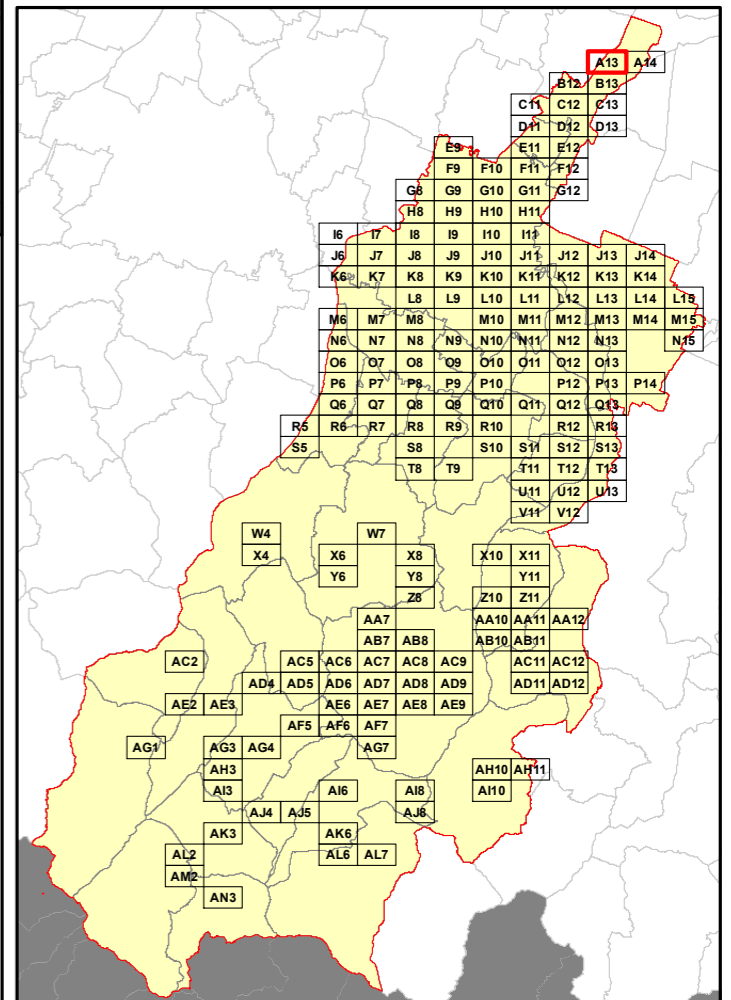 A13 A14
B12 B13
C11 C12 C13
D11 D12 D13
E9 E11 E12
F9 F10 F11 F12
G8 G9 G10 G11 G12
H8 H9 H10 H11
I6 I7 I8 I9 I10 I11
J6 J7 J8 J9 J10 J11 J12 J13 J14
K6 K7 K8 K9 K10 K11 K12 K13 K14
L8 L9 L10 L11 L12 L13 L14 L15
M6 M7 M8 M10 M11 M12 M13 M14 M15
N6 N7 N8 N9 N10 N11 N12 N13 N15
O6 O7 O8 O9 O10 O11 O12 O13
P6 P7 P8 P9 P10 P12 P13 P14
Q6 Q7 Q8 Q9 Q10 Q11 Q12 Q13
R5 R6 R7 R8 R9 R10 R12 R13
S5 S8 S10 S11 S12 S13
T8 T9 T11 T12 T13
U11 U12 U13
V11 V12
W4 W7
X4 X6 X8 X10 X11
Y6 Y8 Y11
Z8 Z10 Z11
AA7 AA10 AA11 AA12
AB7 AB8 AB10 AB11
AC2 AC5 AC6 AC7 AC8 AC9 AC11 AC12
AD4 AD5 AD6 AD7 AD8 AD9 AD11 AD12
AE2 AE3 AE6 AE7 AE8 AE9
AF5 AF6 AF7
AG1 AG3 AG4 AG7
AH3 AH10 AH11
AI3 AI6 AI8 AI10
AJ4 AJ5 AJ8
AK3 AK6
AL2 AL6 AL7
AM2
AN3